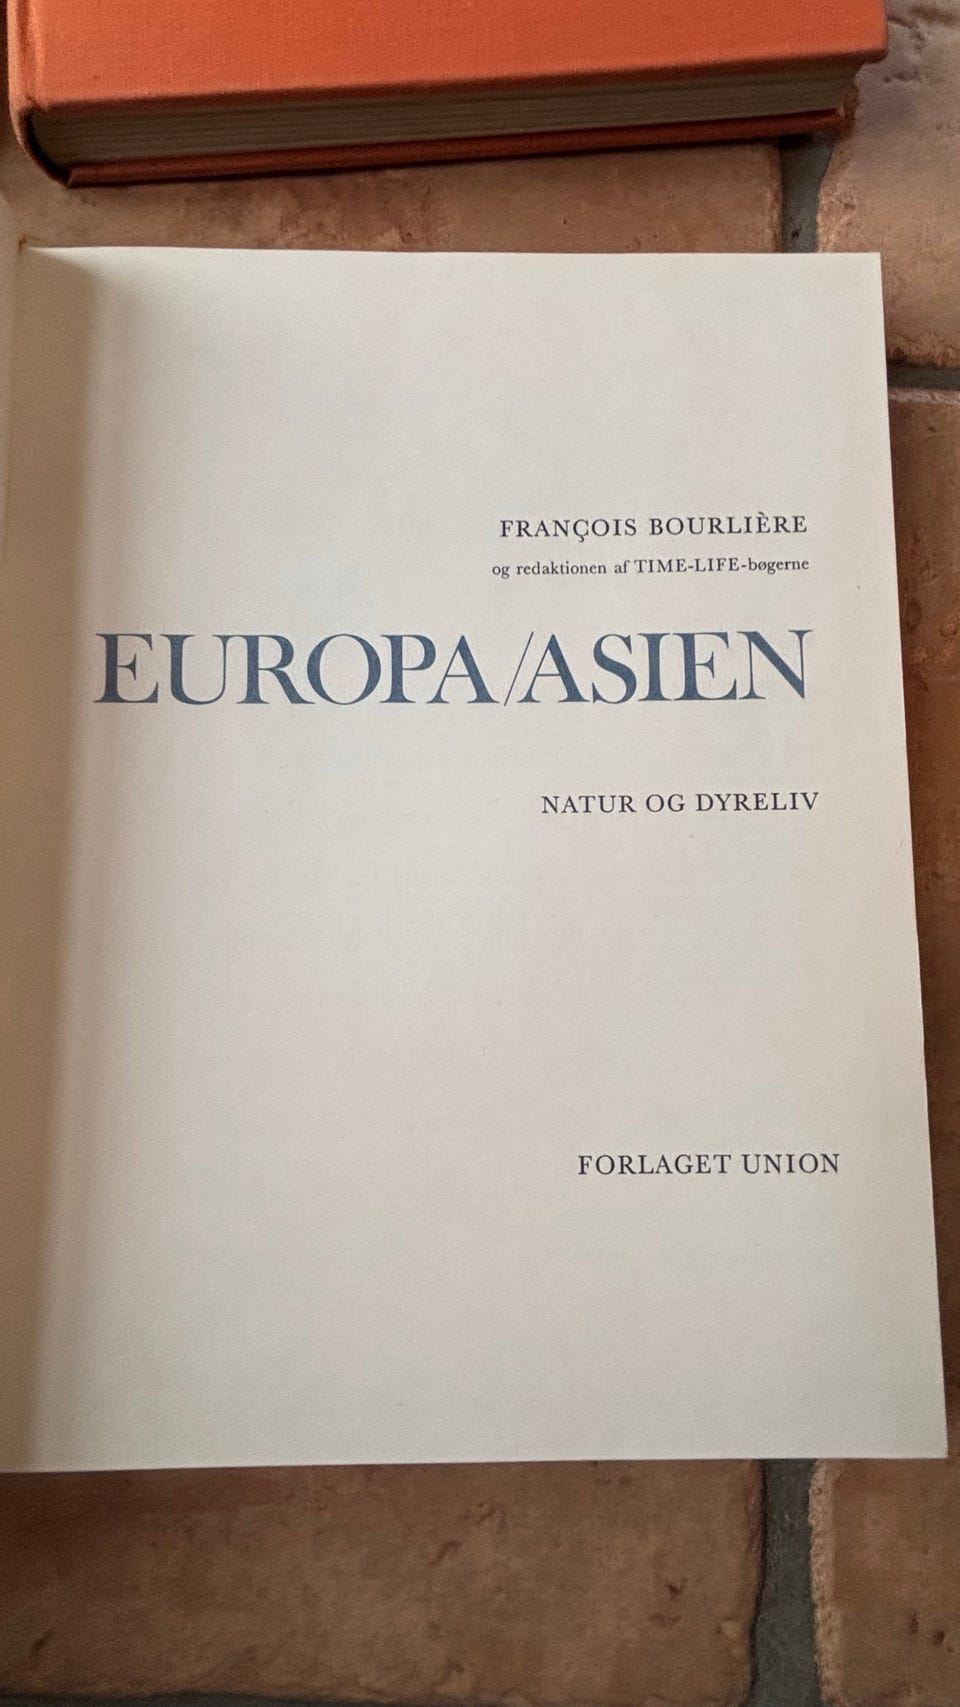 FRANÇOIS BOURLIÈRE
og redaktionen af TIME-LIFE-bøgerne
EUROPA/ASIEN
NATUR OG DYRELIV
FORLAGET UNION